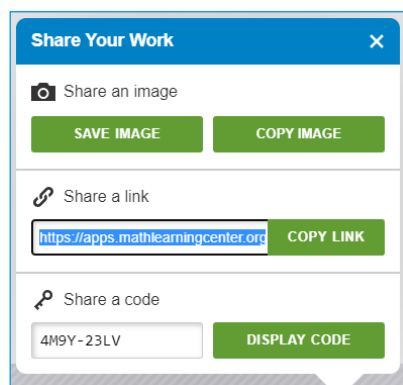 Share Your Work
Share an image
SAVE IMAGE COPY IMAGE
Share a link
https://apps.mathlearningcenter.org COPY LINK
Share a code
4M9Y-23LV DISPLAY CODE